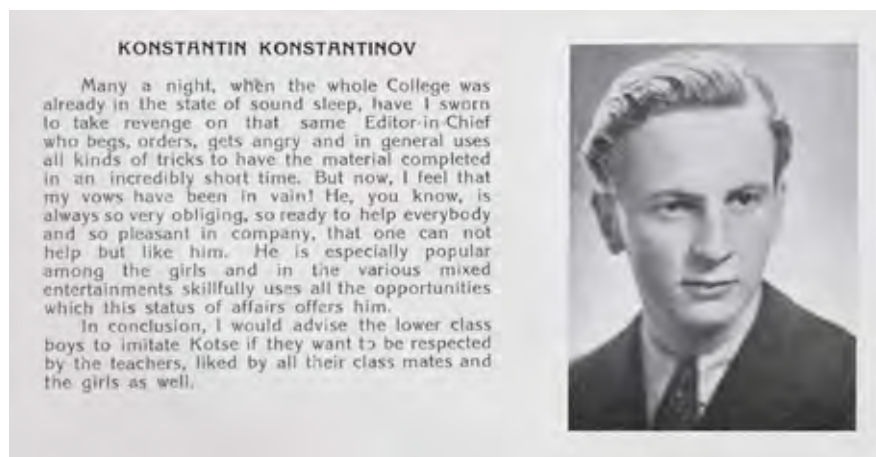 KONSTANTIN KONSTANTINOV
Many a night, when the whole College was
already in the state of sound sleep, have I sworn
to take revenge on that same Editor-in-Chief
who begs, orders, gets angry and in general uses
all kinds of tricks to have the material completed
in an incredibly short time. But now, I feel that
my vows have been in vain! He, you know, is
always so very obliging, so ready to help everybody
and so pleasant in company, that one can not
help but like him. He is especially popular
among the girls and in the various mixed
entertainments skillfully uses all the opportunities
which this status of affairs offers him.
In conclusion, I would advise the lower class
boys to imitate Kotse if they want to be respected
by the teachers, liked by all their class mates and
the girls as well.